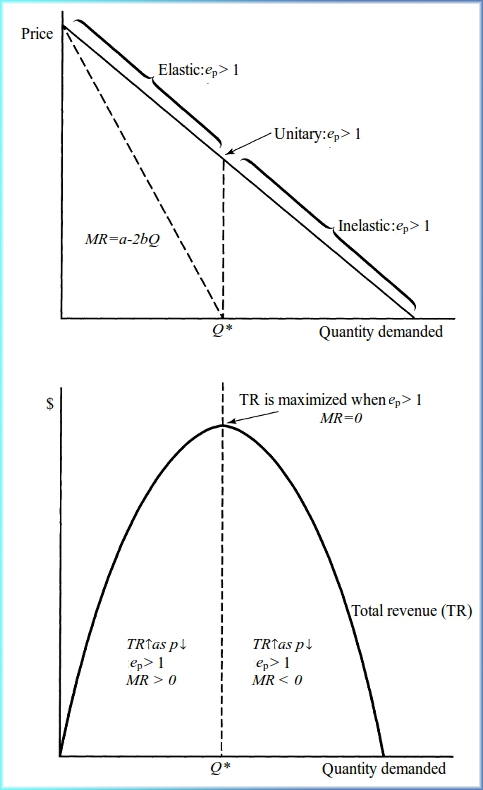 Price
Elastic:ep> 1
Unitary:ep> 1
Inelastic:ep> 1
MR=a-2bQ
Q*
Quantity demanded
$
TR is maximized when ep> 1
MR=0
Total revenue (TR)
TR↑as p↓
ep> 1
MR > 0
TR↑as p↓
ep> 1
MR < 0
Q*
Quantity demanded